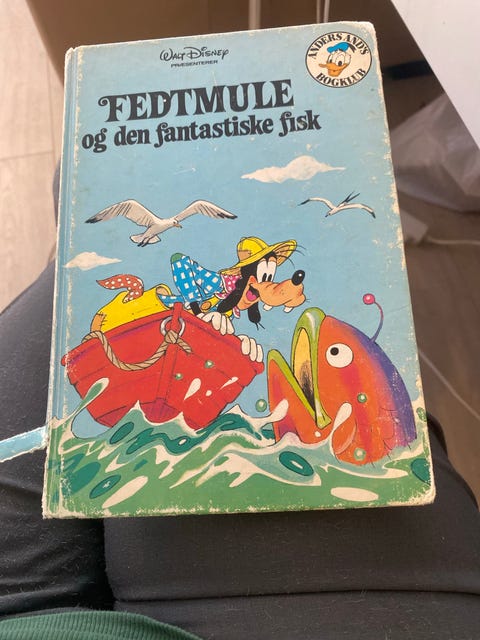 WALT DISNEY
PRÆSENTERER
ANDERS AND'S
BOGKLUB
FEDTMULE
og den fantastiske fisk